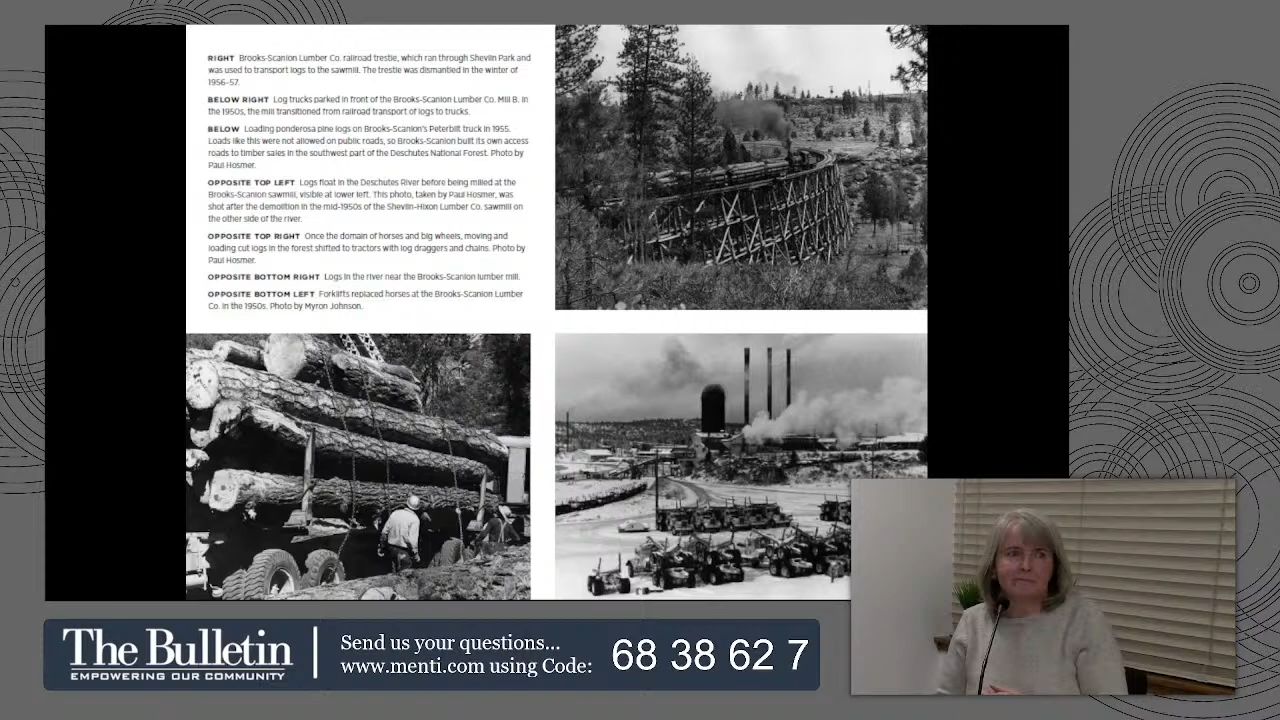 RIGHT Brooks-Scanlon Lumber Co. railroad trestle, which ran through Shevlin Park and
was used to transport logs to the sawmill. The trestle was dismantled in the winter of
1956-57.
BELOW RIGHT Log trucks parked in front of the Brooks-Scanlon Lumber Co. Mill B. In
the 1950s, the mill transitioned from railroad transport of logs to trucks.
BELOW Loading ponderosa pine logs on Brooks-Scanlon's Peterbilt truck in 1955.
Loads like this were not allowed on public roads, so Brooks-Scanlon built its own access
roads to timber sales in the southwest part of the Deschutes National Forest. Photo by
Paul Hosmer.
OPPOSITE TOP LEFT Logs float in the Deschutes River before being milled at the
Brooks-Scanlon sawmill, visible at lower left. This photo, taken by Paul Hosmer, was
shot after the demolition in the mid-1950s of the Shevlin-Hixon Lumber Co. sawmill on
the other side of the river.
OPPOSITE TOP RIGHT Once the domain of horses and big wheels, moving and
loading cut logs in the forest shifted to tractors with log draggers and chains. Photo by
Paul Hosmer.
OPPOSITE BOTTOM RIGHT Logs in the river near the Brooks-Scanlon lumber mill.
OPPOSITE BOTTOM LEFT Forklifts replaced horses at the Brooks-Scanlon Lumber
Co. in the 1950s. Photo by Myron Johnson.
The Bulletin
EMPOWERING OUR COMMUNITY
Send us your questions...
www.menti.com using Code:
68 38 62 7